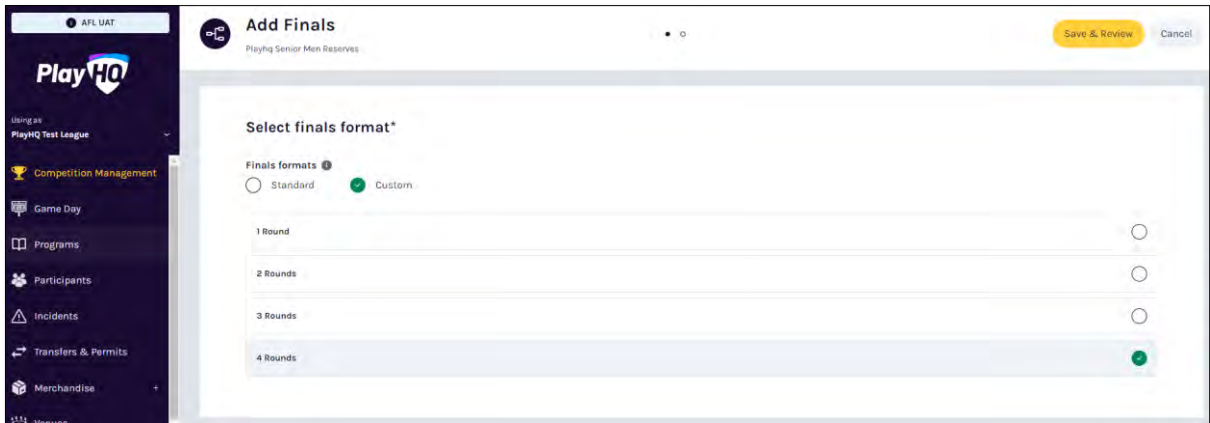 AFL UAT
PlayHQ
Using as
PlayHQ Test League
Competition Management
Game Day
Programs
Participants
Incidents
Transfers & Permits
Merchandise +
Venues
Add Finals
Playhq Senior Men Reserves
Save & Review
Cancel
Select finals format*
Finals formats
Standard
Custom
1 Round
2 Rounds
3 Rounds
4 Rounds